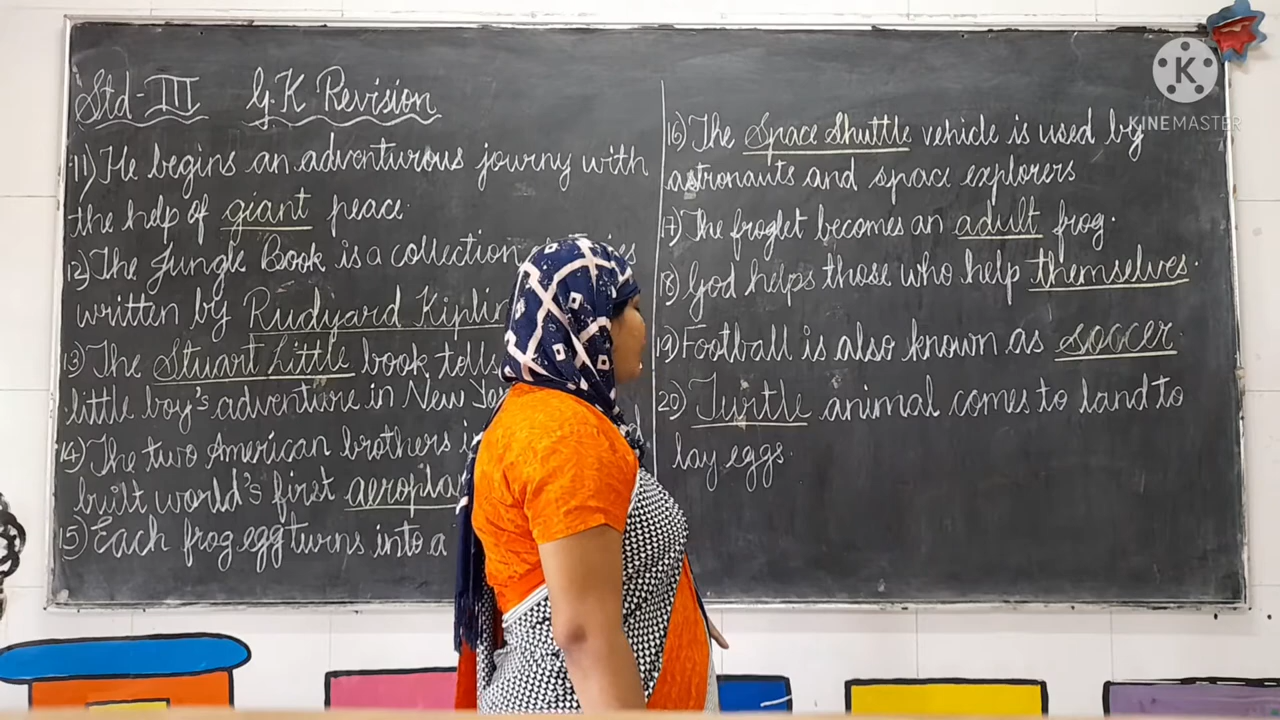 Std-III G.K Revision
11) He begins an adventurous journy with
the help of giant peace.
12) The Jungle Book is a collection
written by Rudyard
13) The Stuart Little book tells
little boy's adventure in New
14) The two American brothers
built world's first
15) Each frog egg turns into a
16) The Space Shuttle vehicle is used by
astronauts and space explorers
17) The froglet becomes an adult frog.
18) God helps those who help themselves.
19) Football is also known as soccer.
20) Turtle animal comes to land to
lay eggs.
K
KINEMASTER